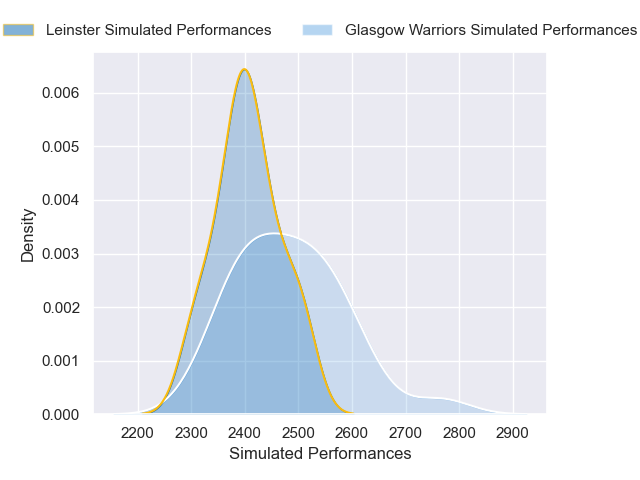 Leinster Simulated Performances
Glasgow Warriors Simulated Performances
0.006
0.005
0.004
0.003
0.002
0.001
0.000
Density
2200 2300 2400 2500 2600 2700 2800 2900
Simulated Performances